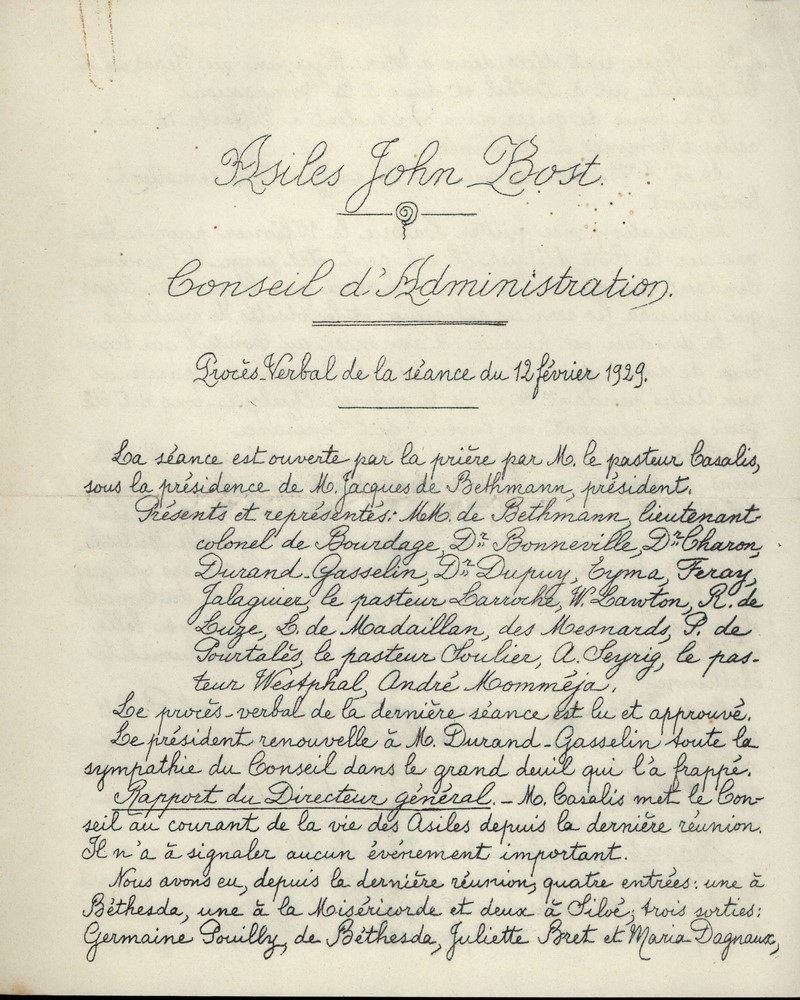 Asiles John Bost.
Conseil d'Administration.
Procès-Verbal de la séance du 12 février 1929.
La séance est ouverte par la prière par M. le pasteur Casalis,
sous la présidence de M. Jacques de Bethmann, président.
Présents et représentés: MM. de Bethmann, lieutenant-
colonel de Bourdage, Dr. Bonneville, Dr. Charon,
Durand-Gasselin, Dr. Dupuy, Eyma, Feray,
Jalaguier, le pasteur Larroche, W. Lawton, R. de
Luze, L. de Madaillan, des Mesnards, P. de
Pourtalès, le pasteur Soulier, A. Seyrig, le pas-
teur Westphal, André Momméja.
Le procès-verbal de la dernière séance est lu et approuvé.
Le président renouvelle à M. Durand-Gasselin toute la
sympathie du Conseil dans le grand deuil qui l'a frappé.
Rapport du Directeur général. - M. Casalis met le Con-
seil au courant de la vie des Asiles depuis la dernière réunion.
Il n'a à signaler aucun événement important.
Nous avons eu, depuis la dernière réunion, quatre entrées: une à
Béthesda, une à la Miséricorde et deux à Siloé; trois sorties:
Germaine Pouilly, de Béthesda, Juliette Bret et Maria Dagnaux,